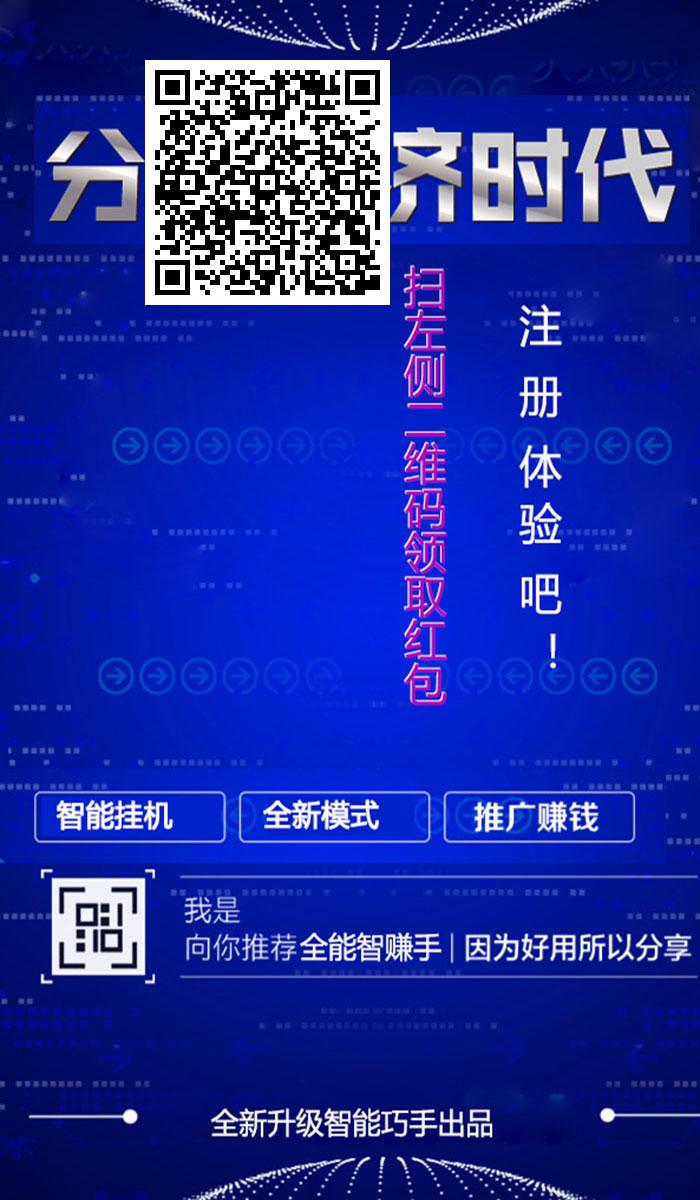 分 济时代
扫左侧二维码领取红包
注册体验吧！
智能挂机
全新模式
推广赚钱
我是
向你推荐全能智赚手｜因为好用所以分享
全新升级智能巧手出品